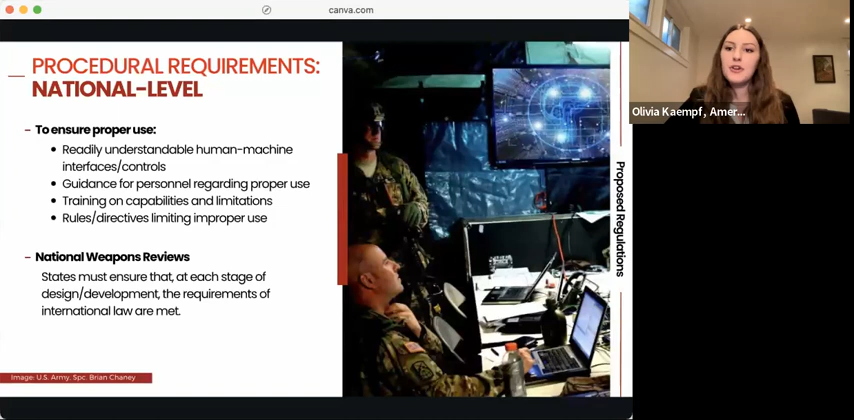 canva.com
PROCEDURAL REQUIREMENTS:
NATIONAL-LEVEL
– To ensure proper use:
• Readily understandable human-machine
interfaces/controls
• Guidance for personnel regarding proper use
• Training on capabilities and limitations
• Rules/directives limiting improper use
– National Weapons Reviews
States must ensure that, at each stage of
design/development, the requirements of
international law are met.
Image: U.S. Army, Spc. Brian Chaney
Proposed Regulations
Olivia Kaempf, Amer...